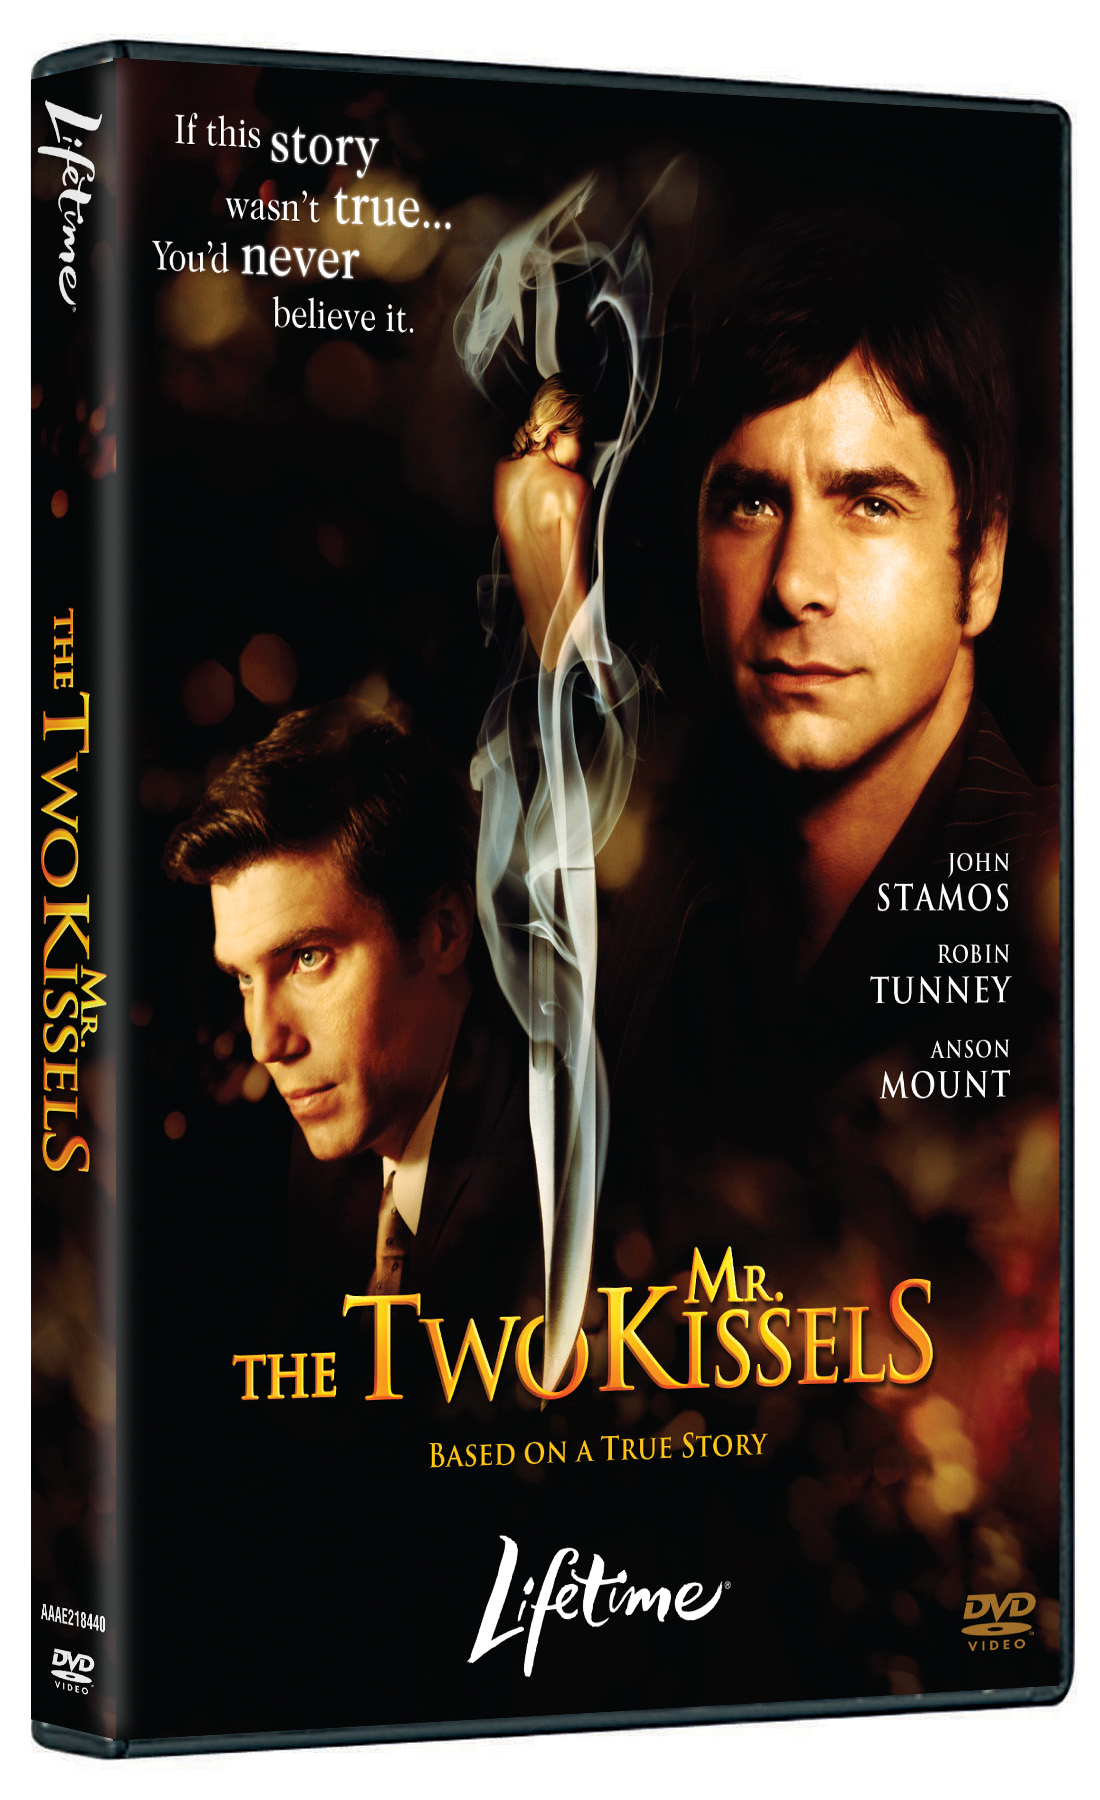 If this story
wasn't true...
You'd never
believe it.
JOHN
STAMOS
ROBIN
TUNNEY
ANSON
MOUNT
THE TWO MR. KISSELS
BASED ON A TRUE STORY
Lifetime®
DVD
VIDEO
Lifetime®
THE TWO MR. KISSELS
AAAE218440
DVD
VIDEO